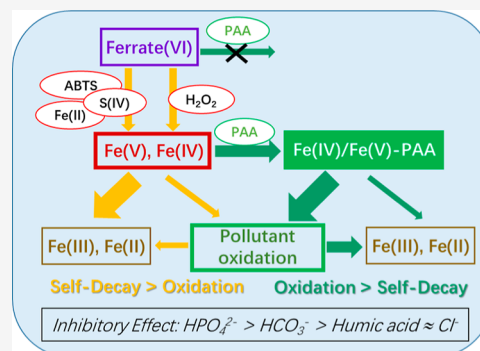 PAA
Ferrate(VI)
ABTS
S(IV)
Fe(II)
H₂O₂
PAA
Fe(V), Fe(IV)
Fe(IV)/Fe(V)-PAA
Fe(III), Fe(II)
Pollutant
oxidation
Fe(III), Fe(II)
Self-Decay > Oxidation
Oxidation > Self-Decay
Inhibitory Effect: HPO₄²⁻ > HCO₃⁻ > Humic acid ≈ Cl⁻